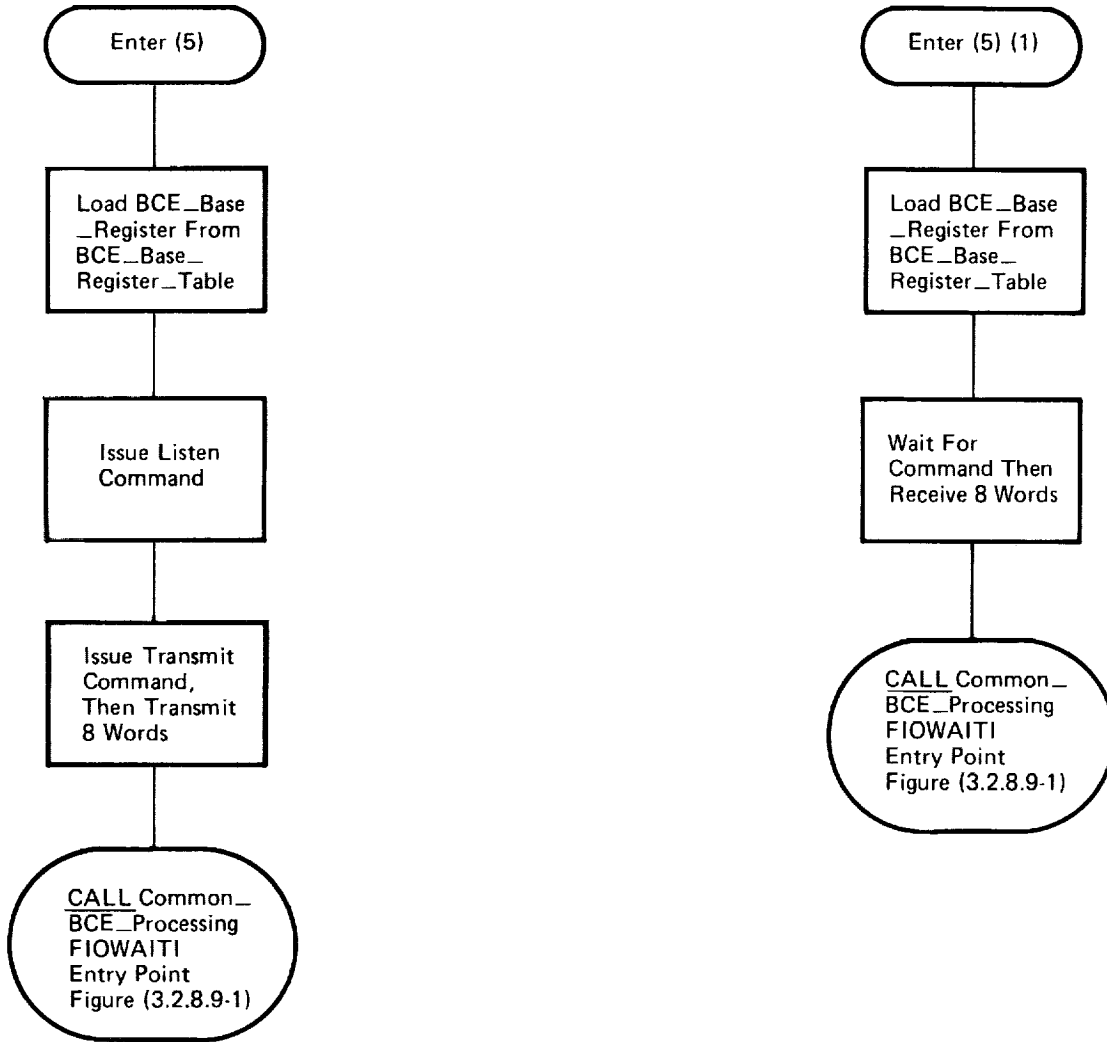 Enter (5)
Load BCE_Base
_Register From
BCE_Base_
Register_Table
Issue Listen
Command
Issue Transmit
Command,
Then Transmit
8 Words
CALL Common_
BCE_Processing
FIOWAITI
Entry Point
Figure (3.2.8.9-1)
Enter (5) (1)
Load BCE_Base
_Register From
BCE_Base_
Register_Table
Wait For
Command Then
Receive 8 Words
CALL Common_
BCE_Processing
FIOWAITI
Entry Point
Figure (3.2.8.9-1)